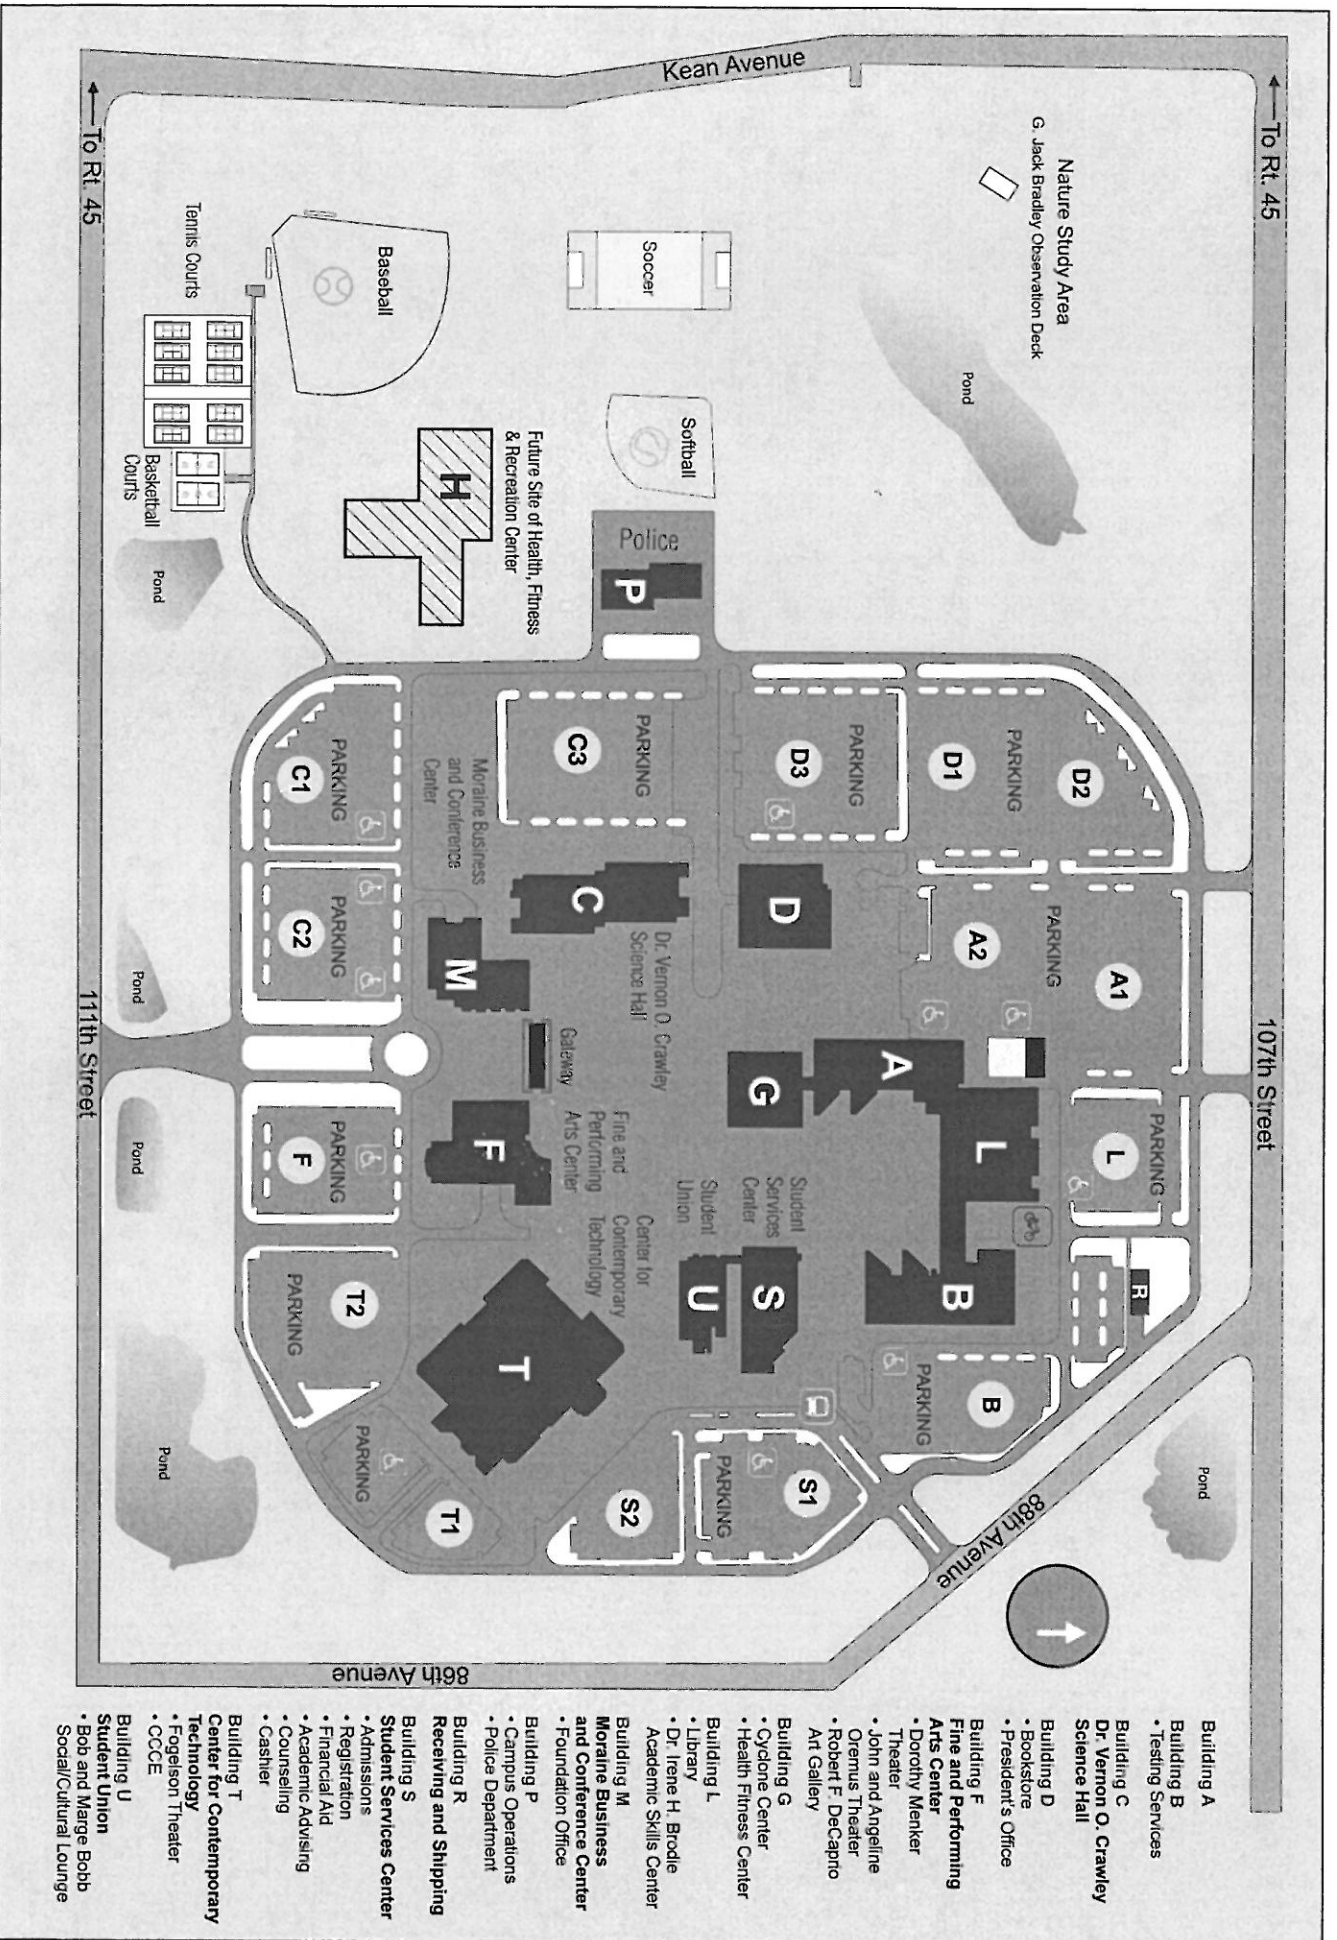 Kean Avenue
To Rt. 45
To Rt. 45
Nature Study Area
G. Jack Bradley Observation Deck
Pond
Soccer
Baseball
Tennis Courts
Softball
Basketball
Courts
Pond
Future Site of Health, Fitness
& Recreation Center
H
Police
P
PARKING
D2
D1
PARKING
D3
PARKING
C3
PARKING
C1
Moraine Business
and Conference
Center
A1
PARKING
A2
D
C
Dr. Vernon O. Crawley
Science Hall
M
PARKING
C2
Pond
107th Street
111th Street
A
G
L
PARKING
L
Gateway
Fine and
Performing
Arts Center
F
PARKING
F
Pond
Student
Services
Center
Student
Union
Center for
Contemporary
Technology
R
B
S
U
T
T2
PARKING
B
PARKING
S1
PARKING
S2
PARKING
T1
Pond
Pond
88th Avenue
86th Avenue
Building A
Building B
• Testing Services
Building C
Dr. Vernon O. Crawley
Science Hall
Building D
• Bookstore
• President's Office
Building F
Fine and Performing
Arts Center
• Dorothy Menker
Theater
• John and Angeline
Oremus Theater
• Robert F. DeCaprio
Art Gallery
Building G
• Cyclone Center
• Health Fitness Center
Building L
• Library
• Dr. Irene H. Brodie
Academic Skills Center
Building M
Moraine Business
and Conference Center
• Foundation Office
Building P
• Campus Operations
• Police Department
Building R
Receiving and Shipping
Building S
Student Services Center
• Admissions
• Registration
• Financial Aid
• Academic Advising
• Counseling
• Cashier
Building T
Center for Contemporary
Technology
• Fogelson Theater
• CCCE
Building U
Student Union
• Bob and Marge Bobb
Social/Cultural Lounge